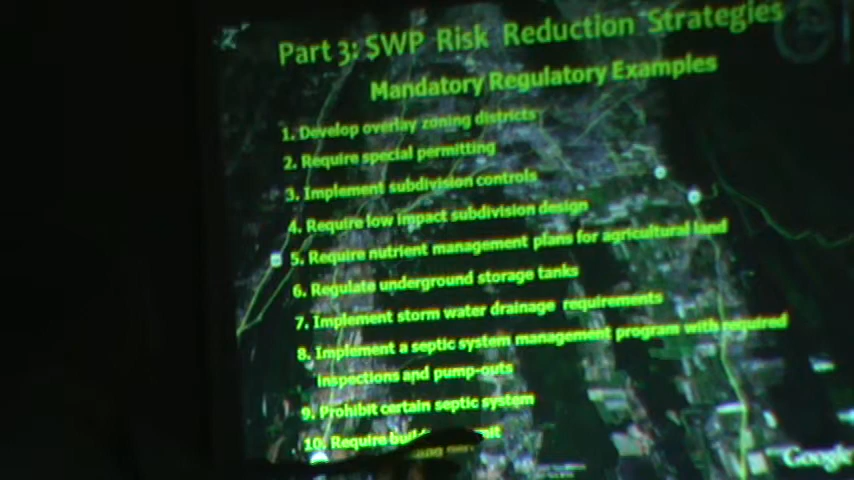 Part 3: SWP Risk Reduction Strategies
Mandatory Regulatory Examples
1. Develop overlay zoning districts
2. Require special permitting
3. Implement subdivision controls
4. Require low impact subdivision design
5. Require nutrient management plans for agricultural land
6. Regulate underground storage tanks
7. Implement storm water drainage requirements
8. Implement a septic system management program with required
inspections and pump-outs
9. Prohibit certain septic system
10. Require
Google